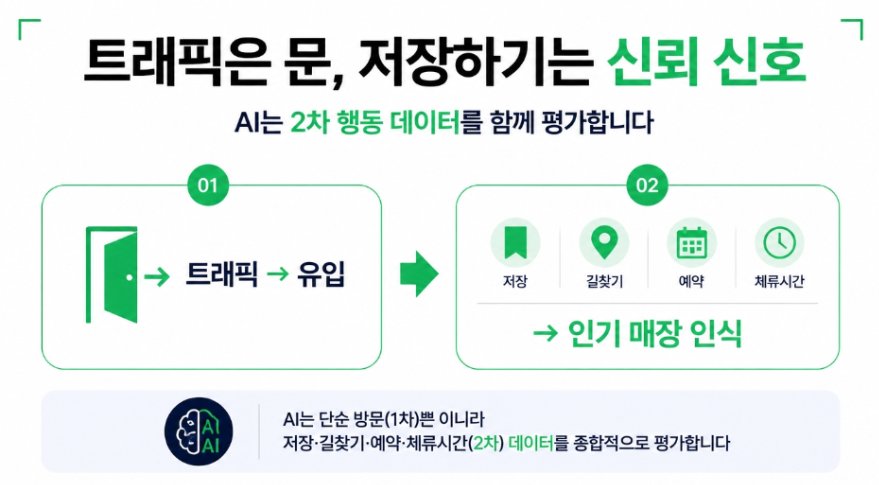 트래픽은 문, 저장하기는 신뢰 신호
AI는 2차 행동 데이터를 함께 평가합니다
01
트래픽 → 유입
02
저장
길찾기
예약
체류시간
→ 인기 매장 인식
AI
AI
AI는 단순 방문(1차)쁜 이니라
저장·길찾기·예약·체류시간(2차) 데이터를 종합적으로 평가합니다